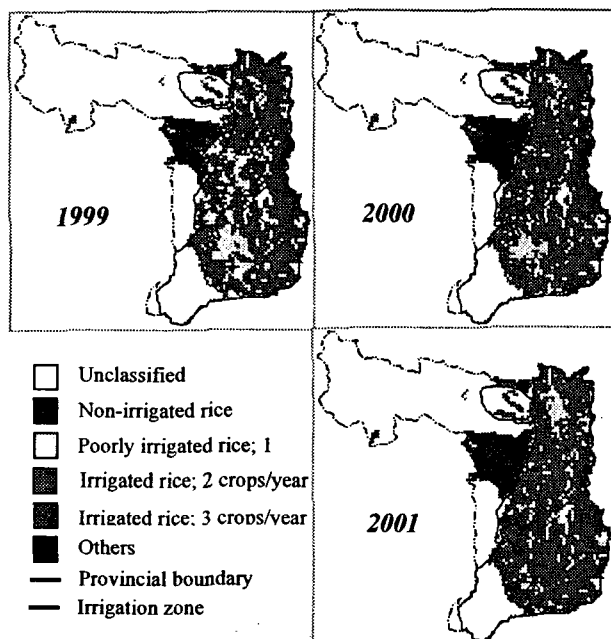 1999
2000
Unclassified
Non-irrigated rice
Poorly irrigated rice; 1
Irrigated rice; 2 crops/year
Irrigated rice; 3 crops/year
Others
Provincial boundary
Irrigation zone
2001